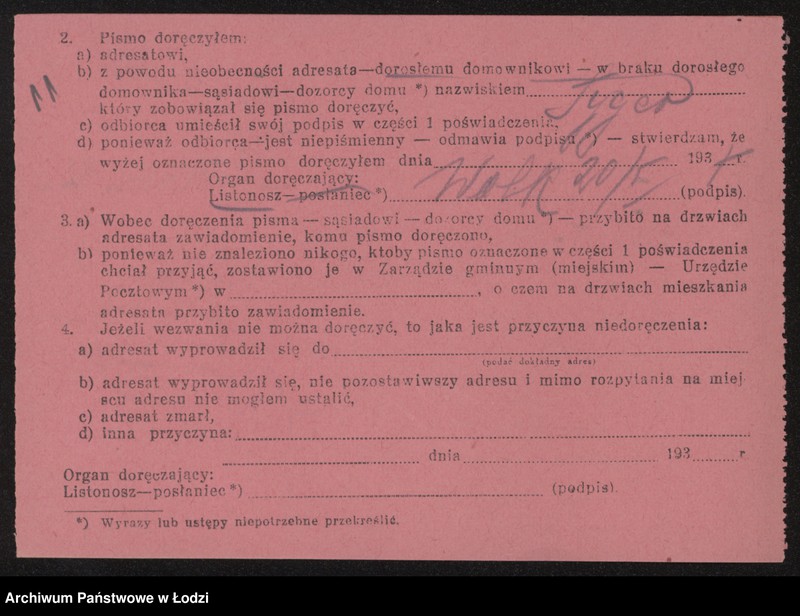 2. Pismo doręczyłem:
a) adresatowi,
b) z powodu nieobecności adresata—dorosłemu domownikowi — w braku dorosłego
11
domownika—sąsiadowi—dozorcy domu *) nazwiskiem
który zobowiązał się pismo doręczyć,
c) odbiorca umieścił swój podpis w części 1 poświadczenia,
d) ponieważ odbiorca—jest niepiśmienny — odmawia podpisu *) — stwierdzam, że
wyżej oznaczone pismo doręczyłem dnia 193 r.
Organ doręczający:
Listonosz—posłaniec *) 20/ (podpis).
3. a) Wobec doręczenia pisma — sąsiadowi — dozorcy domu *) — przybito na drzwiach
adresata zawiadomienie, komu pismo doręczono,
b) ponieważ nie znaleziono nikogo, ktoby pismo oznaczone w części 1 poświadczenia
chciał przyjąć, zostawiono je w Zarządzie gminnym (miejskim) — Urzędzie
Pocztowym *) w , o czem na drzwiach mieszkania
adresata przybito zawiadomienie.
4. Jeżeli wezwania nie można doręczyć, to jaka jest przyczyna niedoręczenia:
a) adresat wyprowadził się do
(podać dokładny adres)
b) adresat wyprowadził się, nie pozostawiwszy adresu i mimo rozpytania na miej-
scu adresu nie mogłem ustalić,
c) adresat zmarł,
d) inna przyczyna:
dnia 193 r
Organ doręczający:
Listonosz—posłaniec *) (podpis).
*) Wyrazy lub ustępy niepotrzebne przekreślić.
Archiwum Państwowe w Łodzi